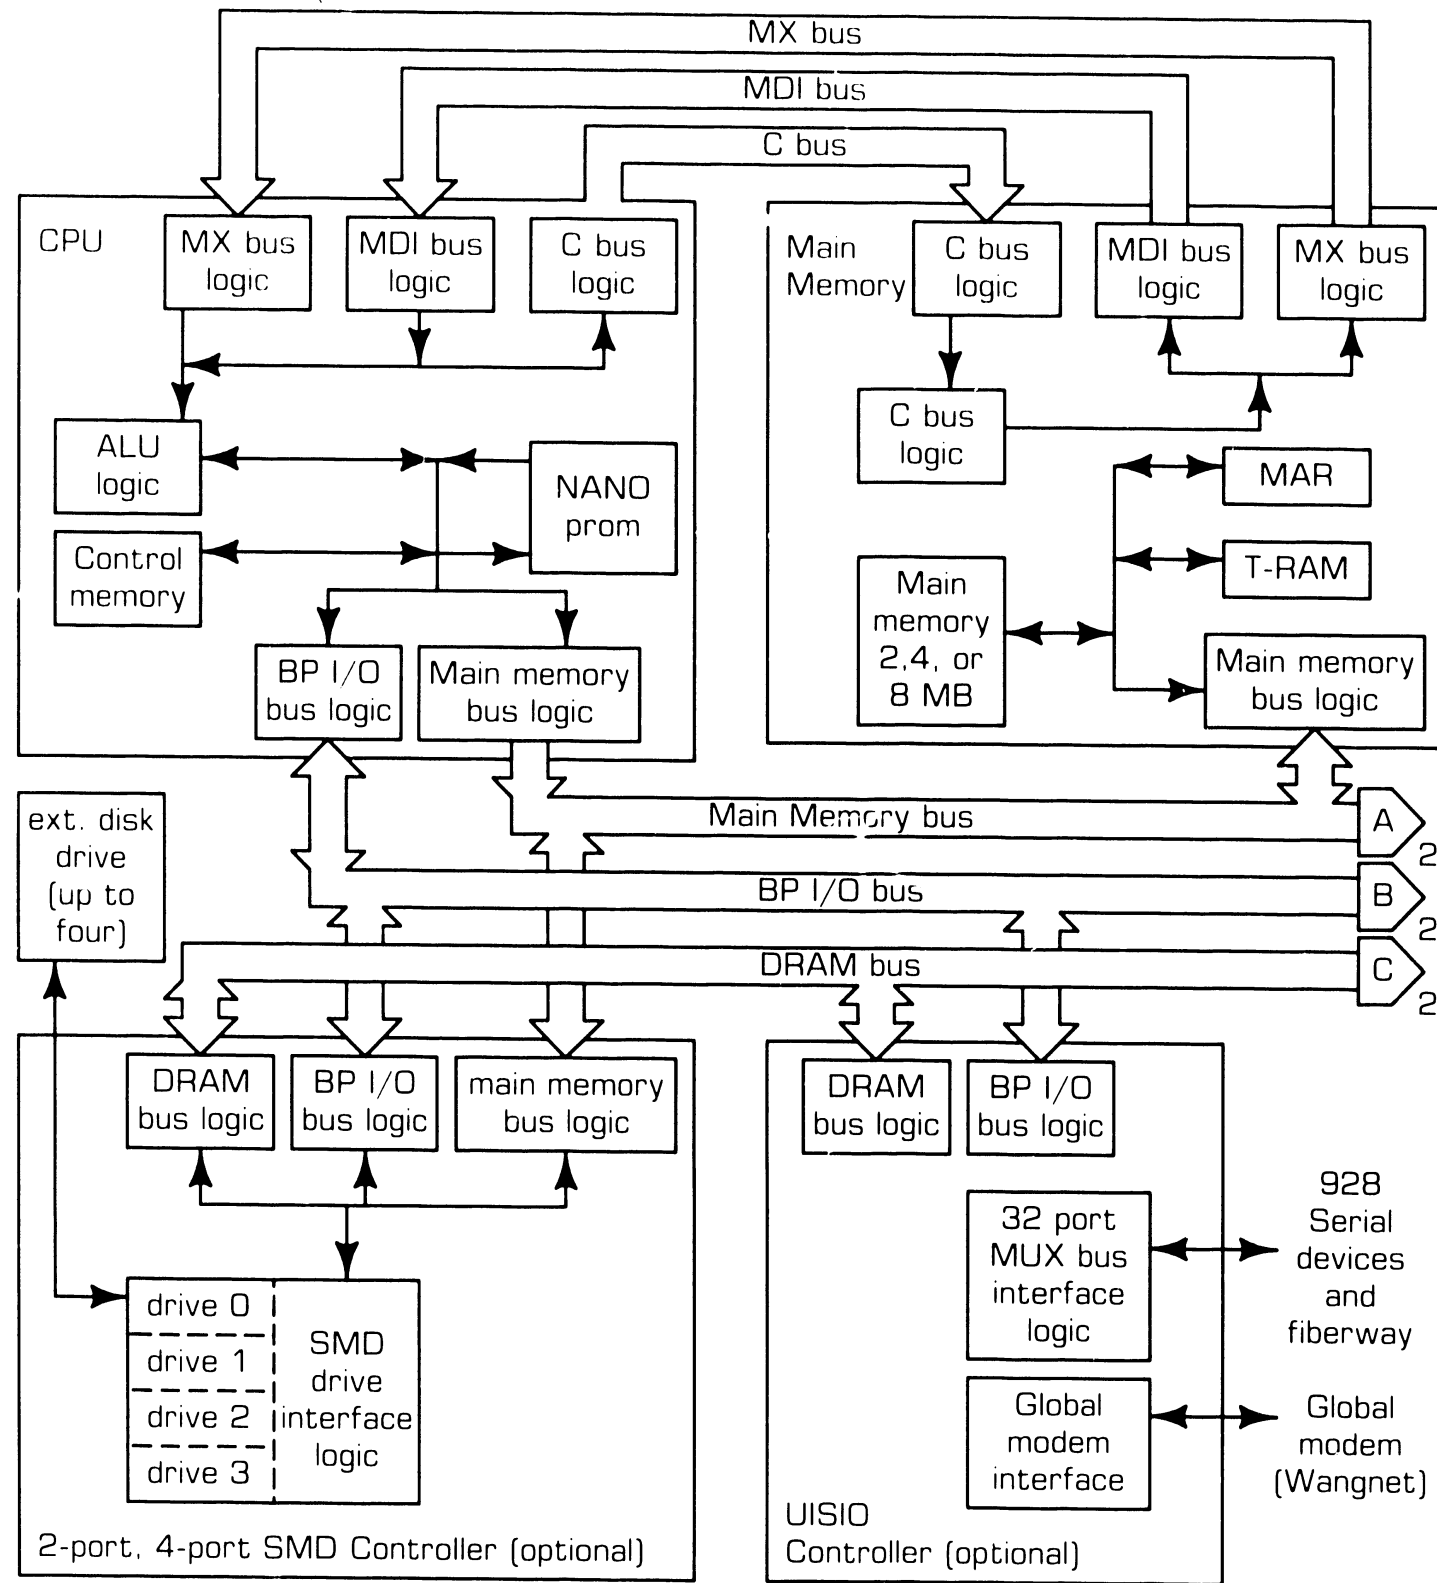 MX bus
MDI bus
C bus
CPU
MX bus
logic
MDI bus
logic
C bus
logic
ALU
logic
NANO
prom
Control
memory
BP I/O
bus logic
Main memory
bus logic
Main
Memory
C bus
logic
MDI bus
logic
MX bus
logic
C bus
logic
MAR
T-RAM
Main
memory
2,4, or
8 MB
Main memory
bus logic
ext. disk
drive
(up to
four)
Main Memory bus
A
2
BP I/O bus
B
2
DRAM bus
C
2
DRAM
bus logic
BP I/O
bus logic
main memory
bus logic
drive 0
drive 1
drive 2
drive 3
SMD
drive
interface
logic
2-port, 4-port SMD Controller (optional)
DRAM
bus logic
BP I/O
bus logic
32 port
MUX bus
interface
logic
928
Serial
devices
and
fiberway
Global
modem
interface
Global
modem
(Wangnet)
UISIO
Controller (optional)